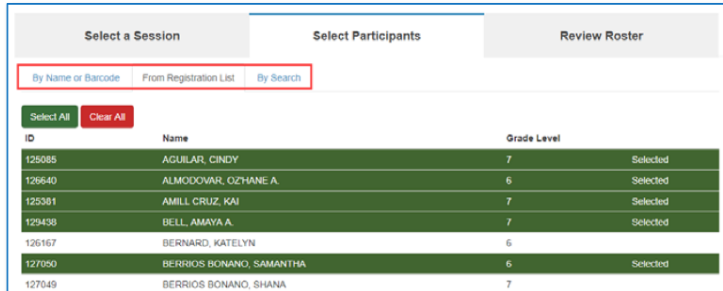 Select a Session Select Participants Review Roster
By Name or Barcode From Registration List By Search
Select All Clear All
ID Name Grade Level
125085 AGUILAR, CINDY 7 Selected
126640 ALMODOVAR, OZ'HANE A. 6 Selected
125381 AMILL CRUZ, KAI 7 Selected
129438 BELL, AMAYA A. 7 Selected
126167 BERNARD, KATELYN 6
127050 BERRIOS BONANO, SAMANTHA 6 Selected
127049 BERRIOS BONANO, SHANA 7